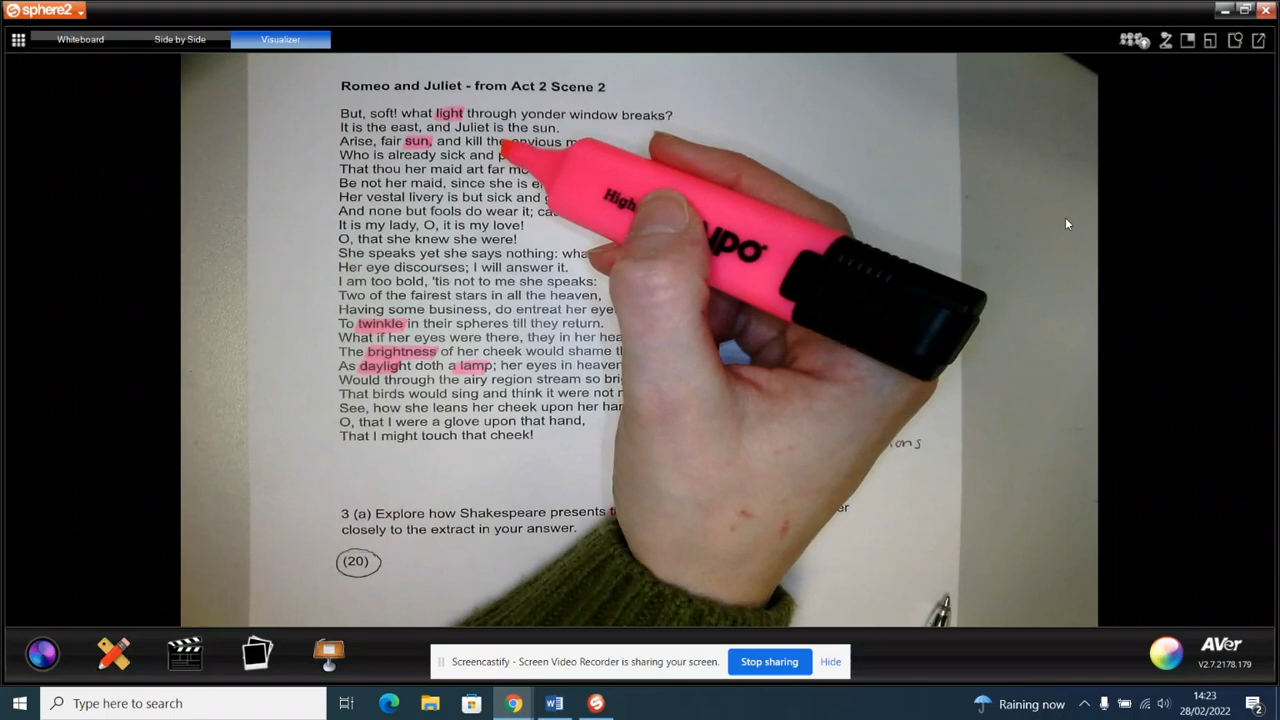 sphere2
Whiteboard Side by Side Visualizer
Romeo and Juliet - from Act 2 Scene 2
But, soft! what light through yonder window breaks?
It is the east, and Juliet is the sun.
Arise, fair sun, and kill the envious
Who is already sick and
That thou her maid art far
Be not her maid, since she is
Her vestal livery is but sick and
And none but fools do wear it;
It is my lady, O, it is my love!
O, that she knew she were!
She speaks yet she says nothing:
Her eye discourses; I will answer it.
I am too bold, 'tis not to me she speaks:
Two of the fairest stars in all the heaven,
Having some business, do entreat her
To twinkle in their spheres till they return.
What if her eyes were there, they in her
The brightness of her cheek would shame
As daylight doth a lamp; her eyes in
Would through the airy region stream so
That birds would sing and think it were not
See, how she leans her cheek upon her
O, that I were a glove upon that hand,
That I might touch that cheek!
3 (a) Explore how Shakespeare presents
closely to the extract in your answer.
(20)
AVer
V2.7.2178.179
Screencastify - Screen Video Recorder is sharing your screen. Stop sharing Hide
Type here to search
Raining now
14:23
28/02/2022
2